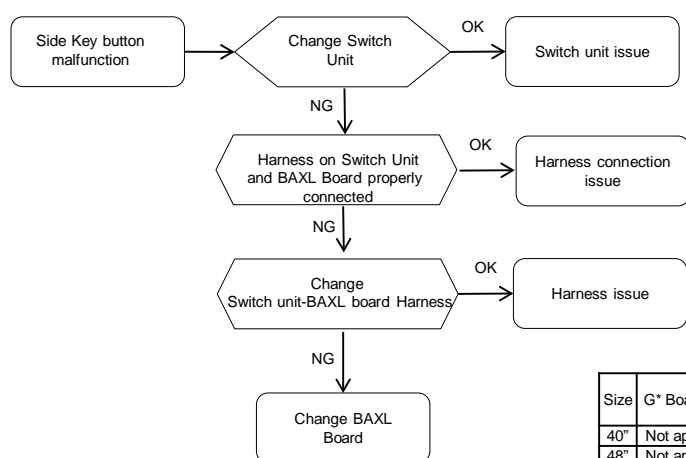 Side Key button
malfunction
Change Switch
Unit
OK
Switch unit issue
NG
Harness on Switch Unit
and BAXL Board properly
connected
OK
Harness connection
issue
NG
Change
Switch unit-BAXL board Harness
OK
Harness issue
NG
Change BAXL
Board
Size G*
40” Not
48” Not